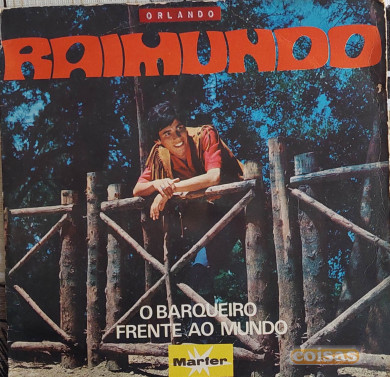 ORLANDO
RAIMUNDO
O BARQUEIRO
FRENTE AO MUNDO
Marfer
coisas